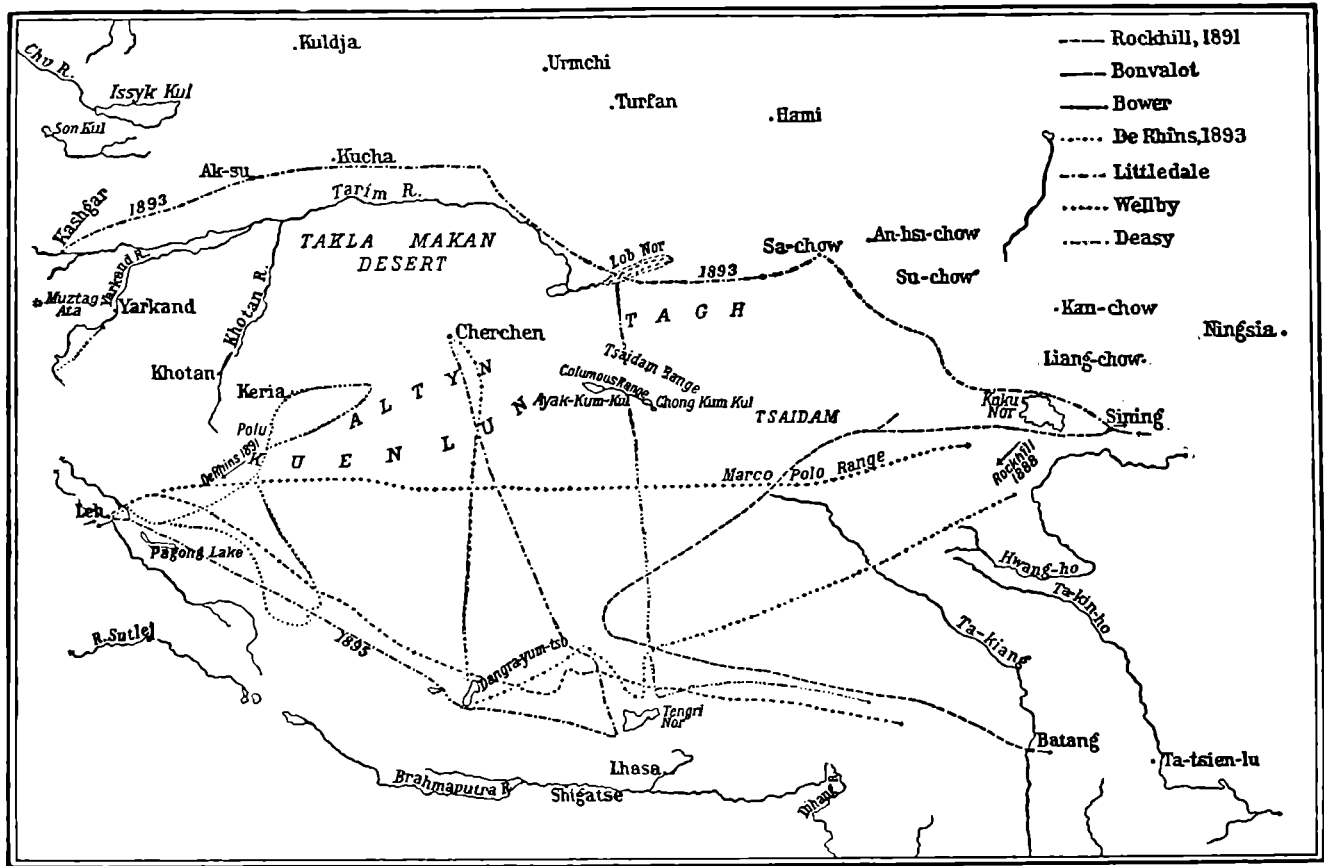 Rockhill, 1891
Bonvalot
Bower
De Rhins, 1893
Littledale
Wellby
Deasy
Kuldja
Urmchi
Turfan
Hami
Chu R.
Issyk Kul
Son Kul
Kucha
Ak-su
Kashgar
1893
Tarim R.
TAKLA MAKAN
DESERT
Lob Nor
1893
Sa-chow
An-hsi-chow
Su-chow
Kan-chow
Ningsia
Liang-chow
Muztag
Ata
Yarkand R.
Yarkand
Khotan R.
Khotan
Cherchen
TAGH
Tsaidam Range
Columbus Range
Ayak-Kum-Kul
Chong Kum Kul
TSAIDAM
Koku
Nor
Sining
Keria
Polu
ALTYN
KUENLUN
De Rhins 1891
Marco Polo Range
Rockhill
1888
Leh
Pagong Lake
Hwang-ho
Ta-kin-ho
Ta-kiang
R. Sutlej
1895
Dangra-yum-tso
Tengri
Nor
Batang
Ta-tsien-lu
Lhasa
Brahmaputra R.
Shigatse
Dihang R.